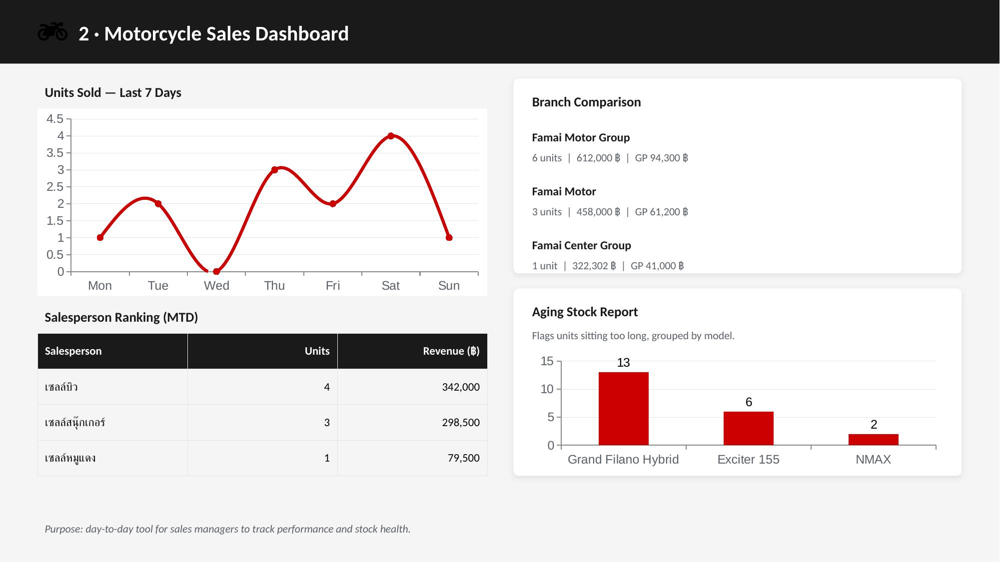 2 · Motorcycle Sales Dashboard
Units Sold — Last 7 Days
4.5
4
3.5
3
2.5
2
1.5
1
0.5
0
Mon Tue Wed Thu Fri Sat Sun
Salesperson Ranking (MTD)
Salesperson Units Revenue (฿)
เซลล์บิว 4 342,000
เซลล์สนุ๊กเกอร์ 3 298,500
เซลล์หมูแดง 1 79,500
Branch Comparison
Famai Motor Group
6 units | 612,000 ฿ | GP 94,300 ฿
Famai Motor
3 units | 458,000 ฿ | GP 61,200 ฿
Famai Center Group
1 unit | 322,302 ฿ | GP 41,000 ฿
Aging Stock Report
Flags units sitting too long, grouped by model.
15
10
5
0
13
6
2
Grand Filano Hybrid Exciter 155 NMAX
Purpose: day-to-day tool for sales managers to track performance and stock health.